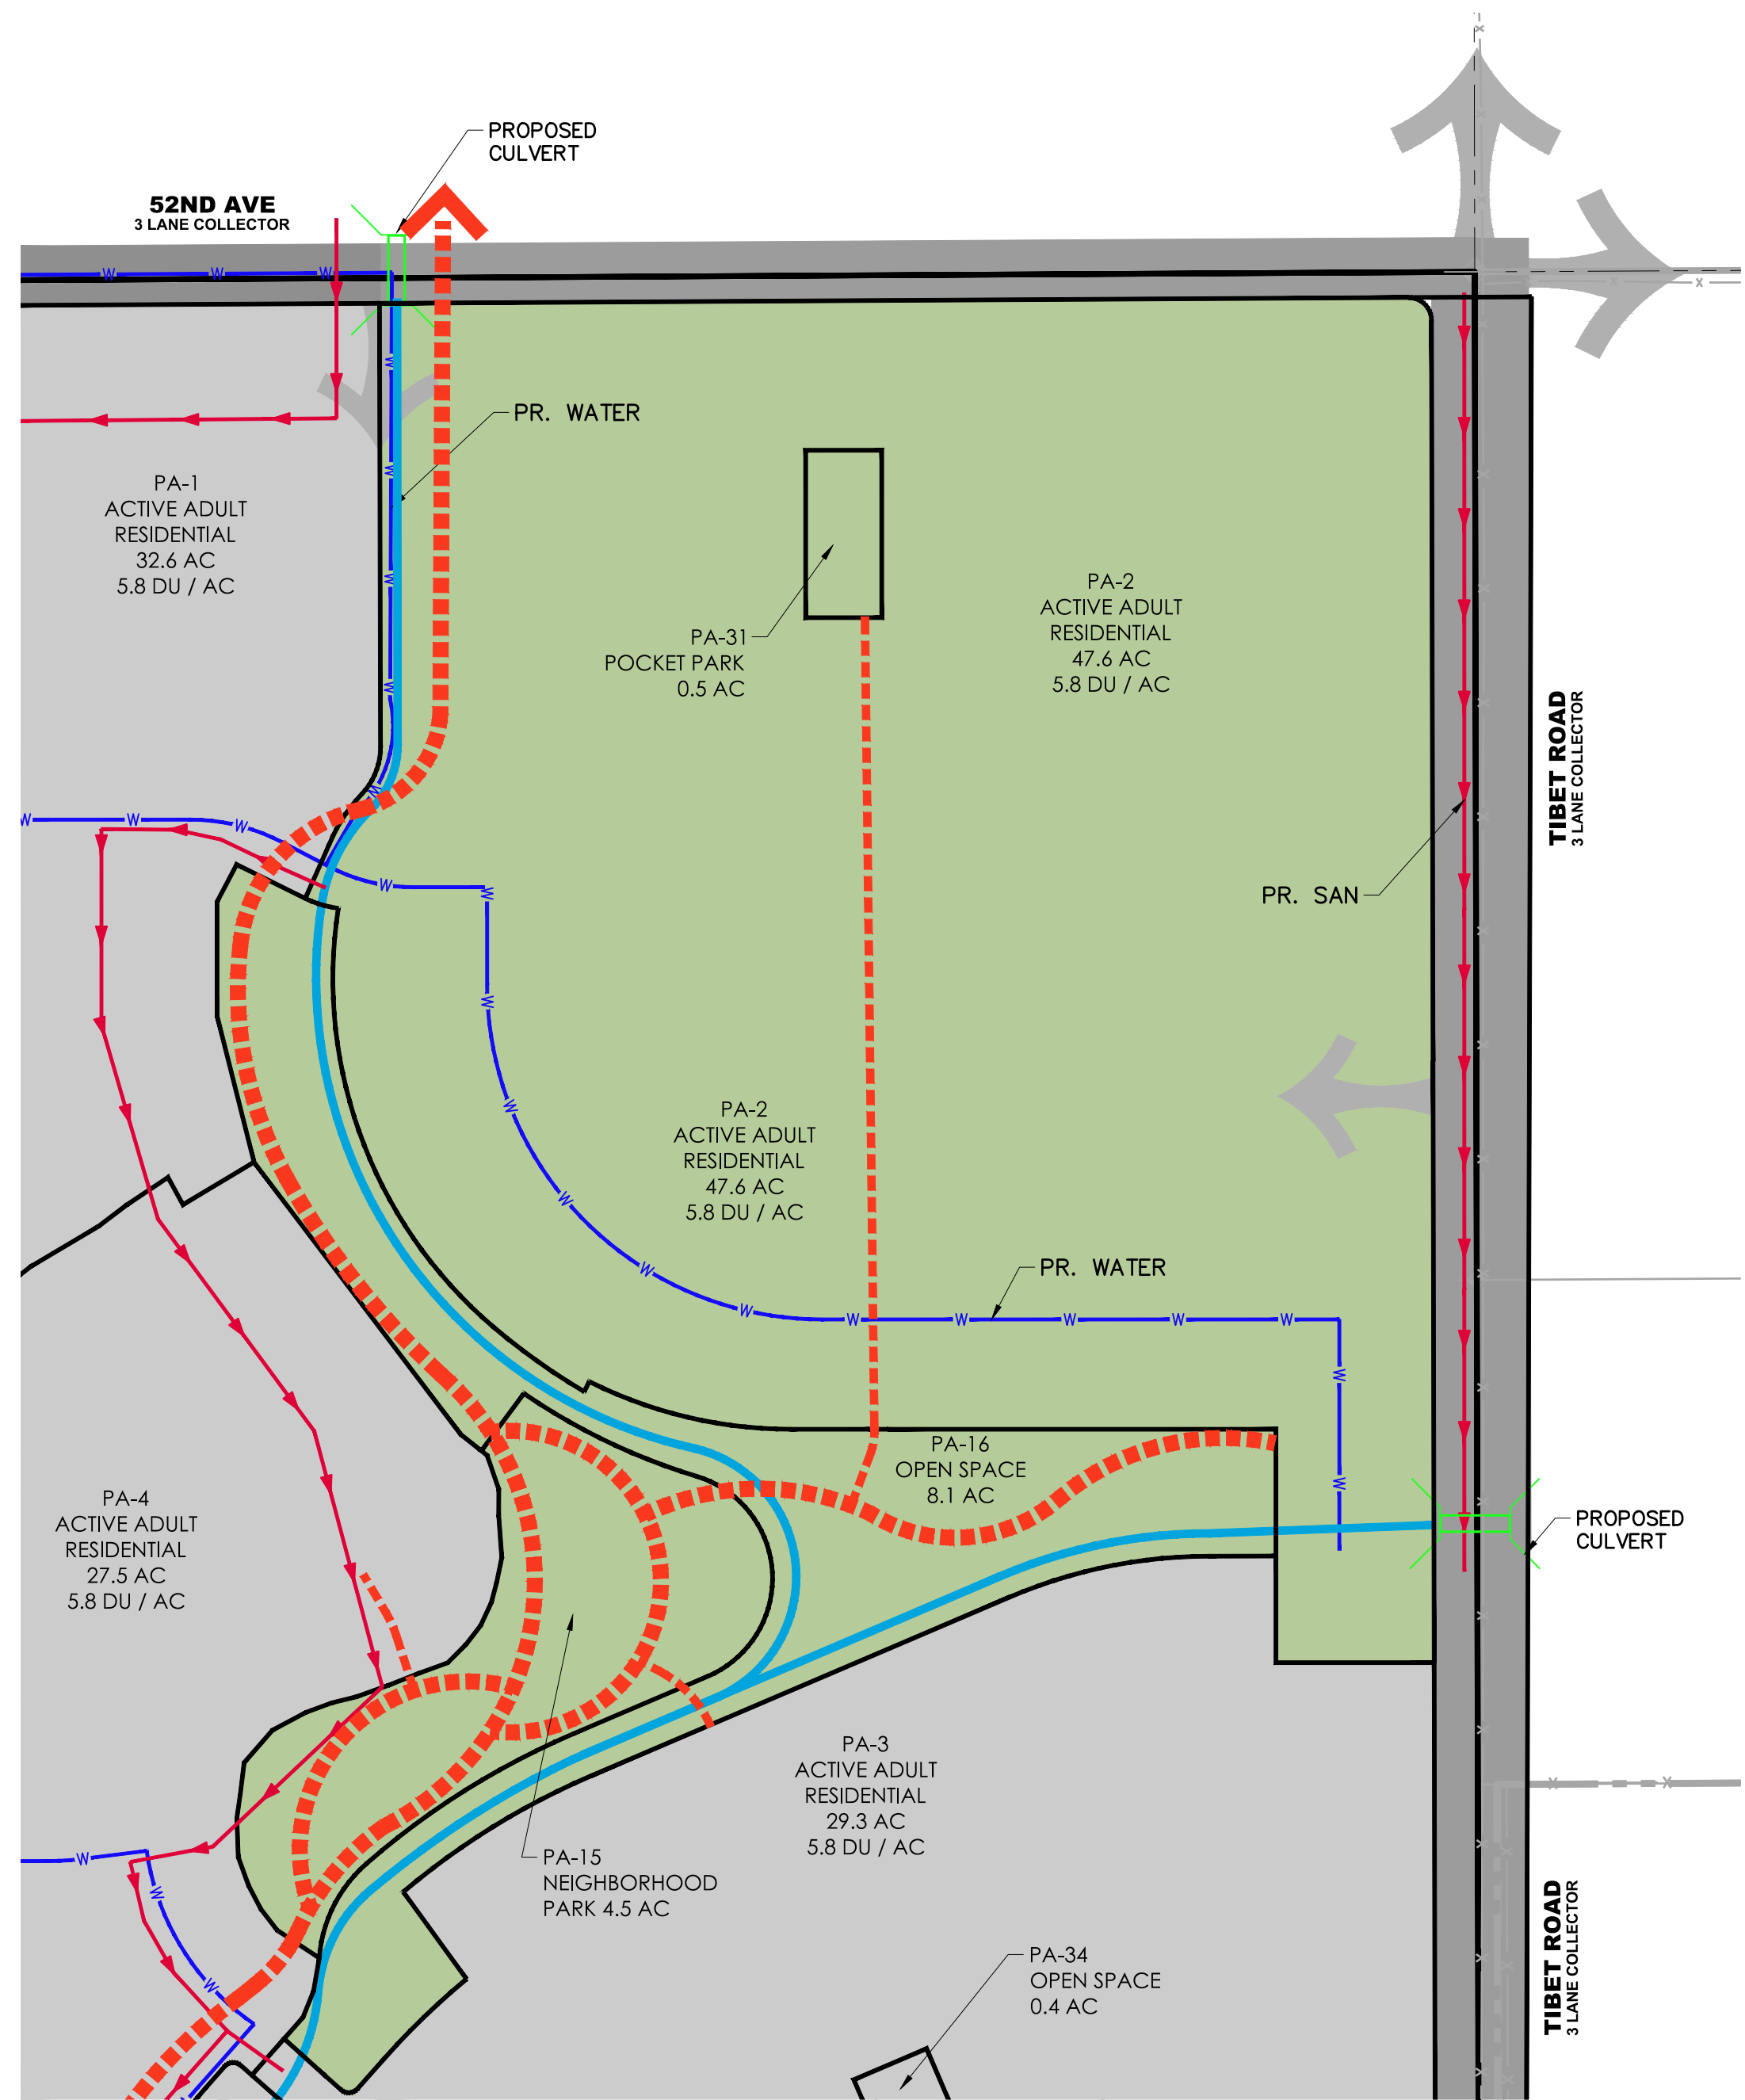 PROPOSED
CULVERT
52ND AVE
3 LANE COLLECTOR
PR. WATER
PA-1
ACTIVE ADULT
RESIDENTIAL
32.6 AC
5.8 DU / AC
PA-31
POCKET PARK
0.5 AC
PA-2
ACTIVE ADULT
RESIDENTIAL
47.6 AC
5.8 DU / AC
TIBET ROAD
3 LANE COLLECTOR
PR. SAN
PA-2
ACTIVE ADULT
RESIDENTIAL
47.6 AC
5.8 DU / AC
PR. WATER
PA-16
OPEN SPACE
8.1 AC
PA-4
ACTIVE ADULT
RESIDENTIAL
27.5 AC
5.8 DU / AC
PROPOSED
CULVERT
PA-3
ACTIVE ADULT
RESIDENTIAL
29.3 AC
5.8 DU / AC
PA-15
NEIGHBORHOOD
PARK 4.5 AC
TIBET ROAD
3 LANE COLLECTOR
PA-34
OPEN SPACE
0.4 AC